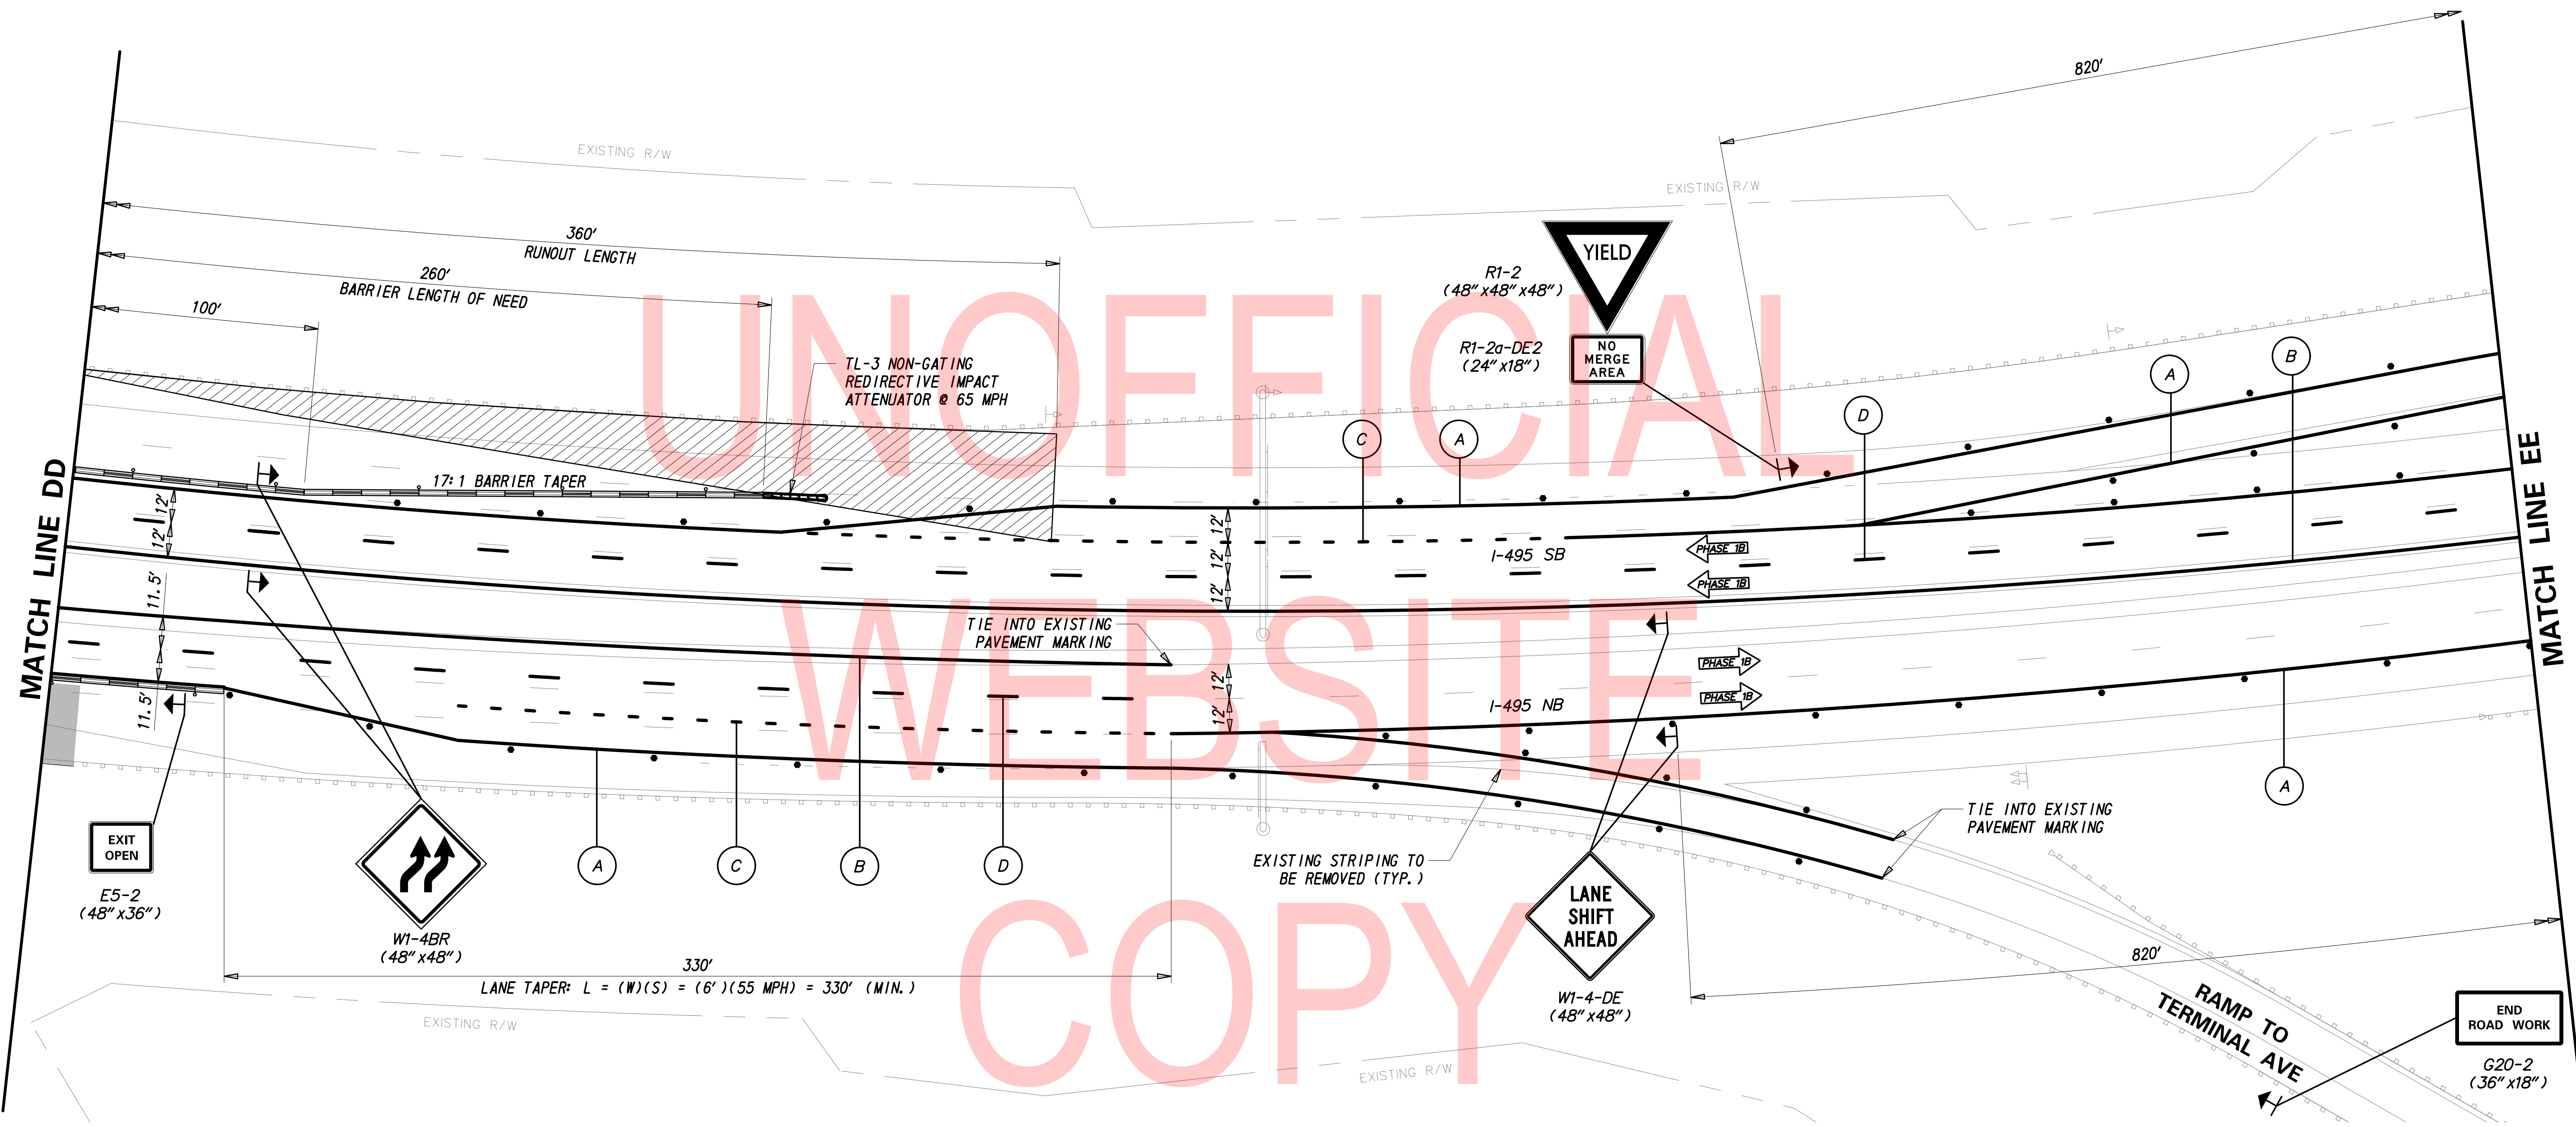 820'
EXISTING R/W
EXISTING R/W
360'
RUNOUT LENGTH
260'
BARRIER LENGTH OF NEED
100'
YIELD
R1-2
(48"x48"x48")
R1-2a-DE2
(24"x18")
NO
MERGE
AREA
TL-3 NON-GATING
REDIRECTIVE IMPACT
ATTENUATOR @ 65 MPH
UNOFFICIAL
WEBSITE
COPY
A
B
C
A
D
17:1 BARRIER TAPER
MATCH LINE DD
MATCH LINE EE
12'
12'
12'
12'
12'
I-495 SB
PHASE 1B
PHASE 1B
11.5'
11.5'
TIE INTO EXISTING
PAVEMENT MARKING
12'
12'
PHASE 1B
PHASE 1B
I-495 NB
A
TIE INTO EXISTING
PAVEMENT MARKING
EXISTING STRIPING TO
BE REMOVED (TYP.)
EXIT
OPEN
E5-2
(48"x36")
W1-4BR
(48"x48")
A
C
B
D
LANE
SHIFT
AHEAD
W1-4-DE
(48"x48")
330'
LANE TAPER: L = (W)(S) = (6')(55 MPH) = 330' (MIN.)
EXISTING R/W
EXISTING R/W
820'
RAMP TO
TERMINAL AVE
END
ROAD WORK
G20-2
(36"x18")